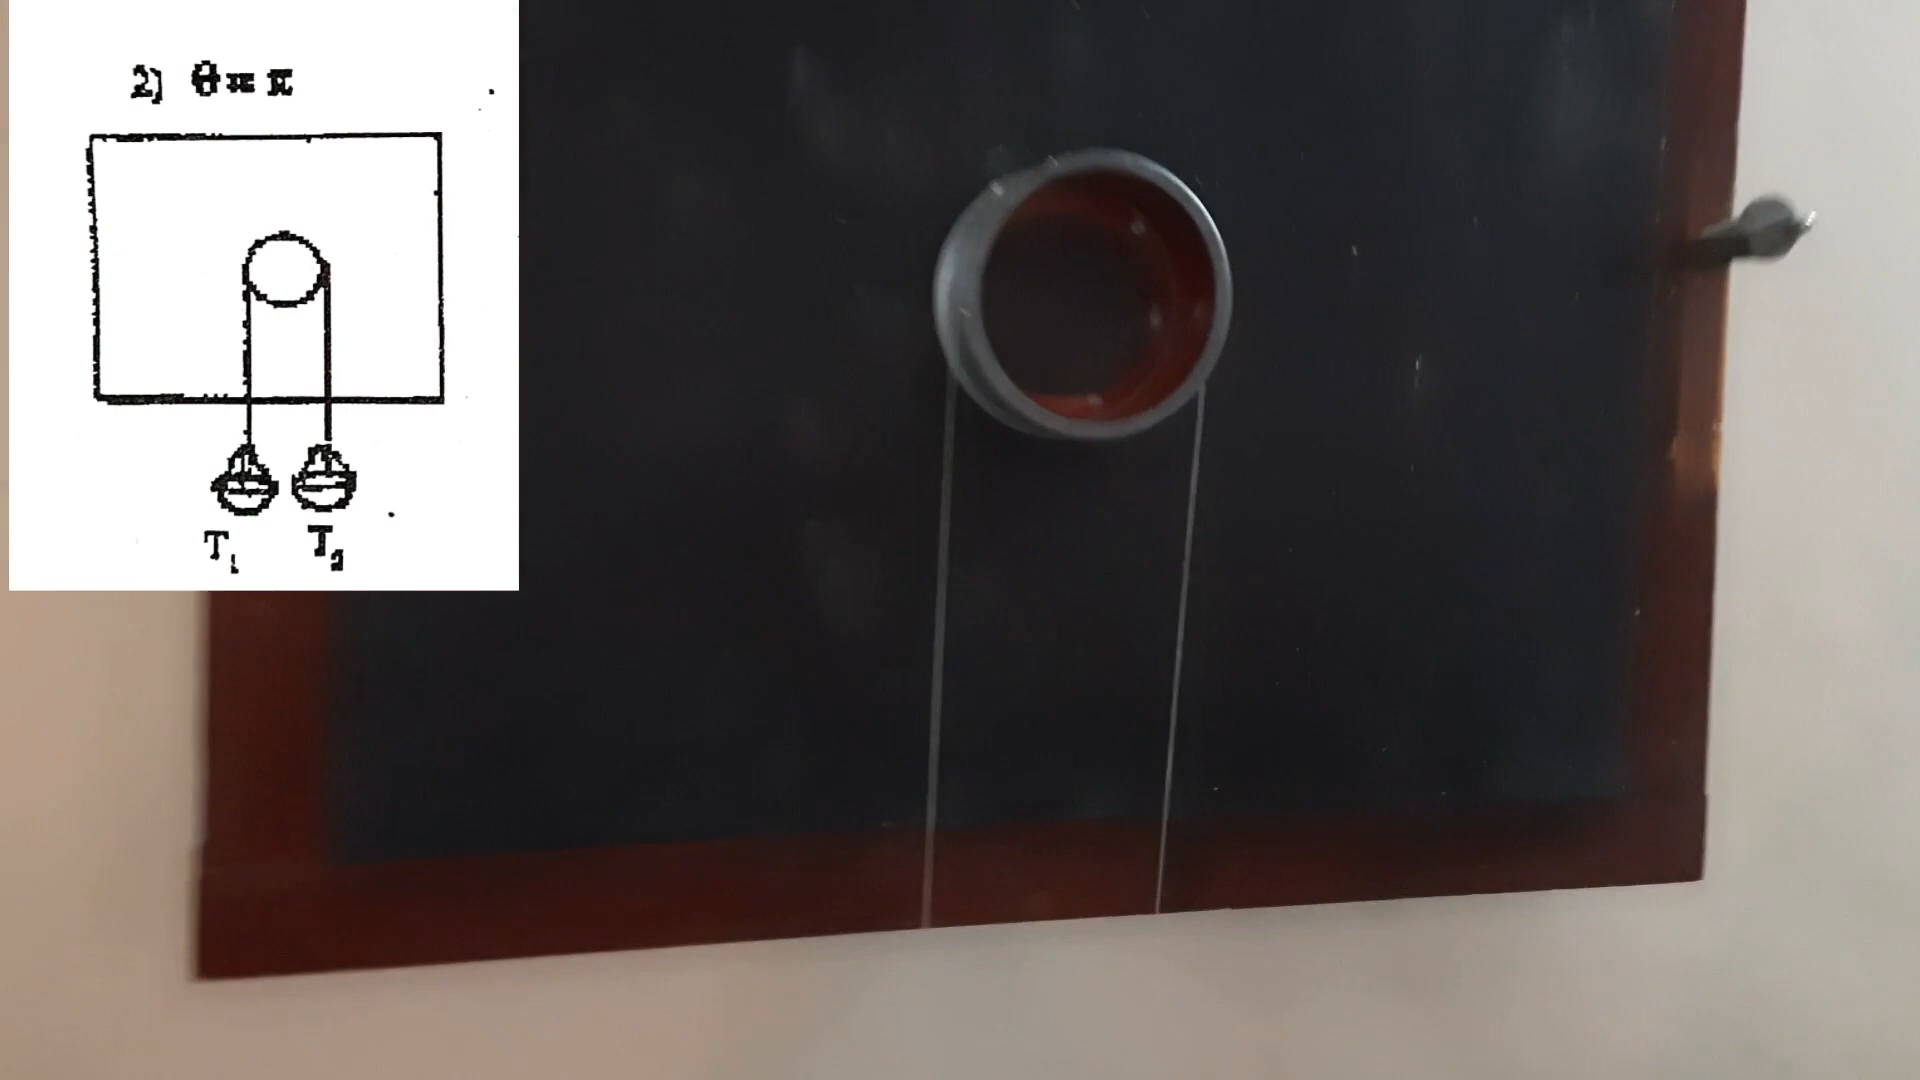 2) θ = π
T₁ T₂